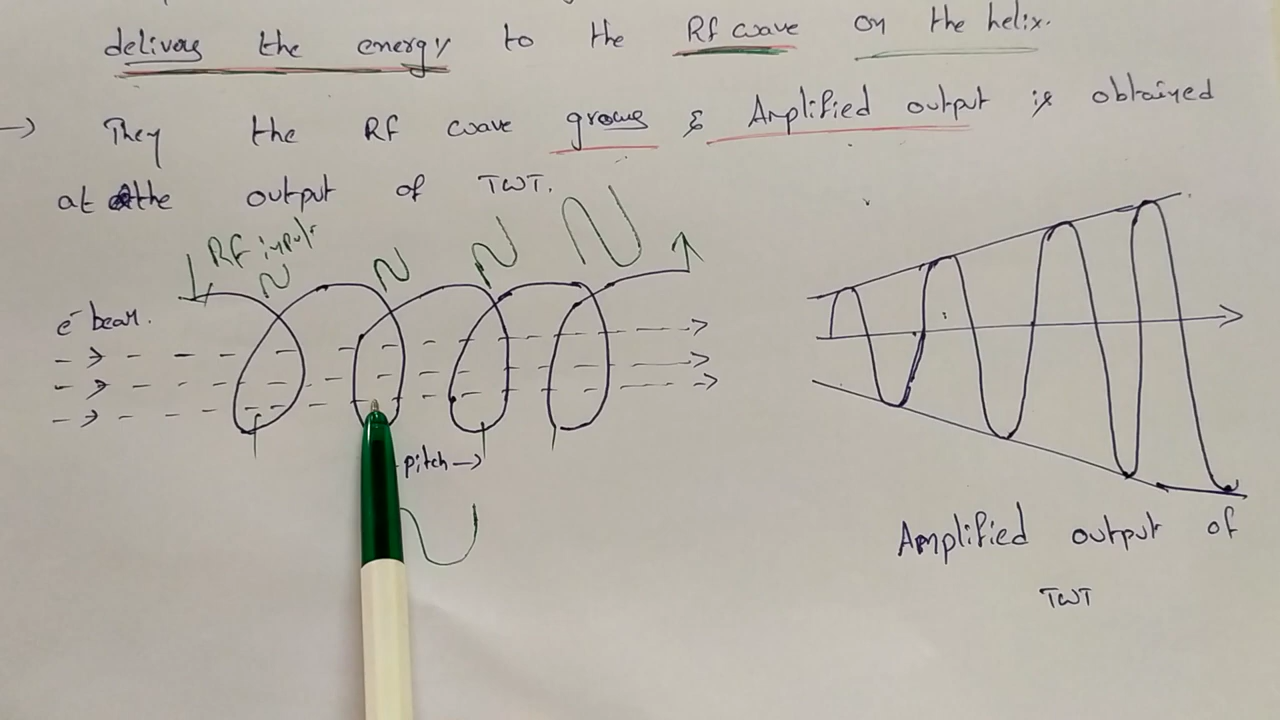 delivers the energy to the Rf wave on the helix.
→ They the RF wave grows & Amplified output is obtained
at the output of TWT.
RF input
e⁻ beam.
pitch →
Amplified output of
TWT